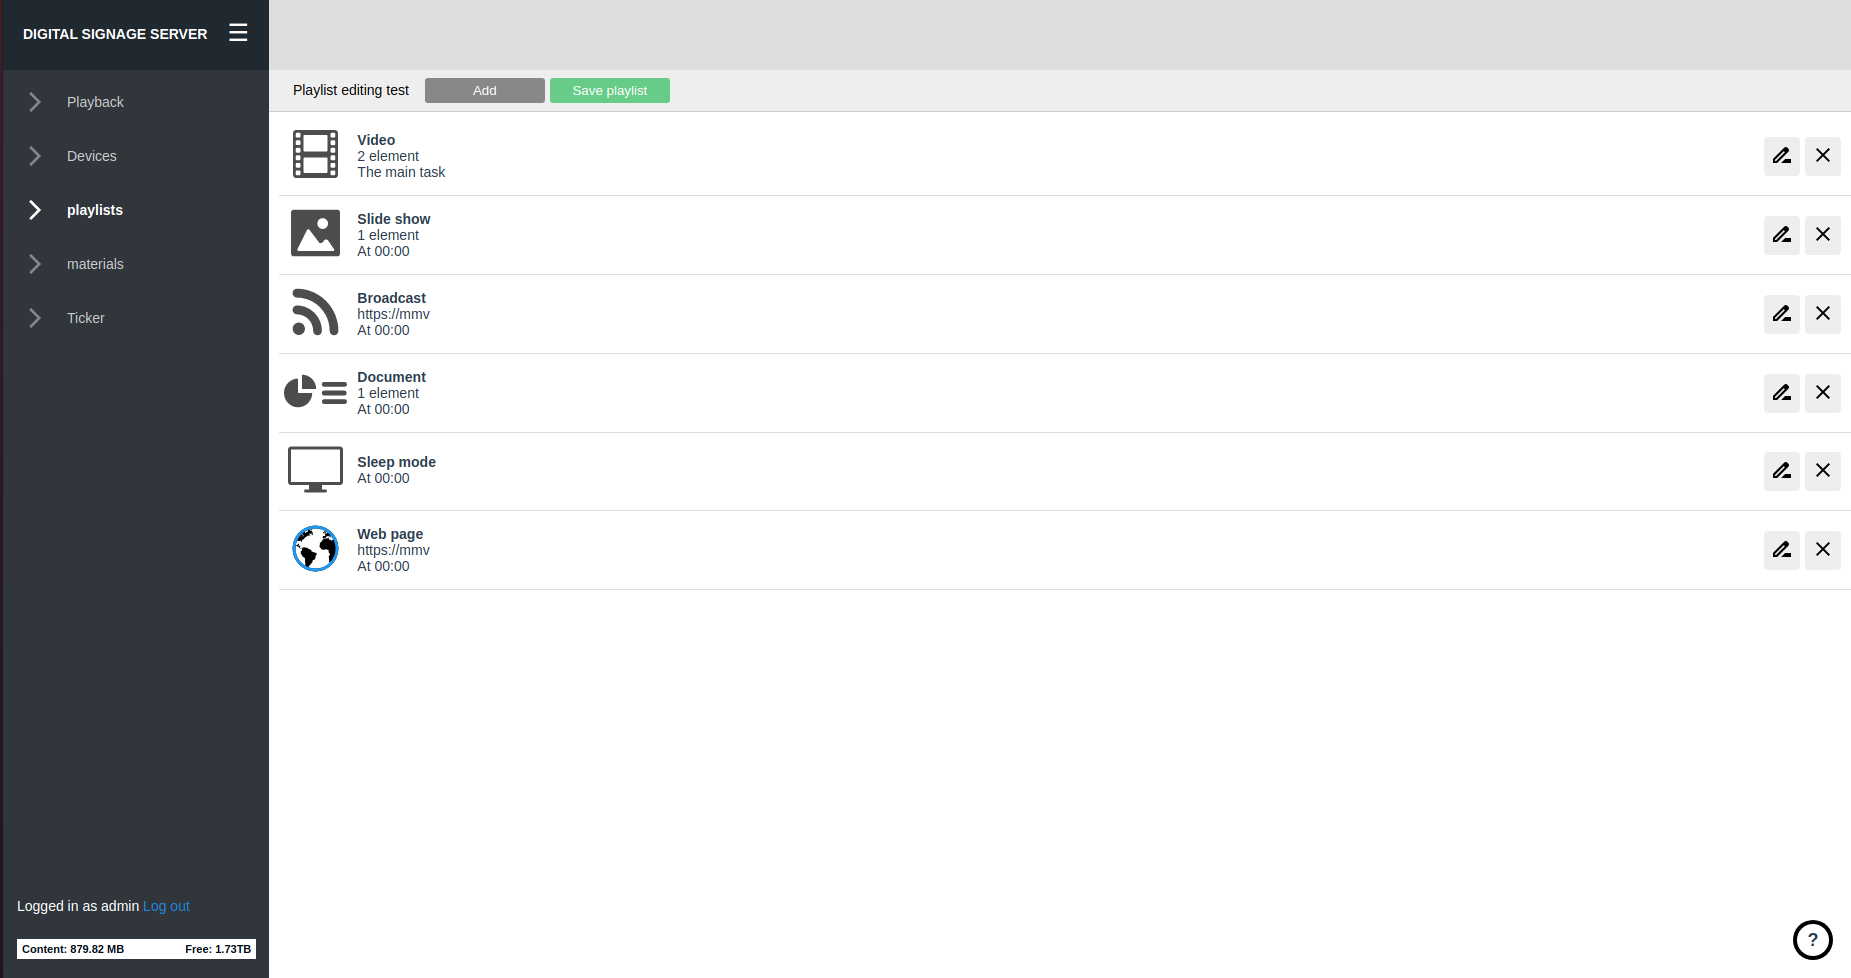 DIGITAL SIGNAGE SERVER
Playback
Devices
playlists
materials
Ticker
Logged in as admin Log out
Content: 879.82 MB Free: 1.73TB
Playlist editing test Add Save playlist
Video
2 element
The main task
Slide show
1 element
At 00:00
Broadcast
https://mmv
At 00:00
Document
1 element
At 00:00
Sleep mode
At 00:00
Web page
https://mmv
At 00:00
?